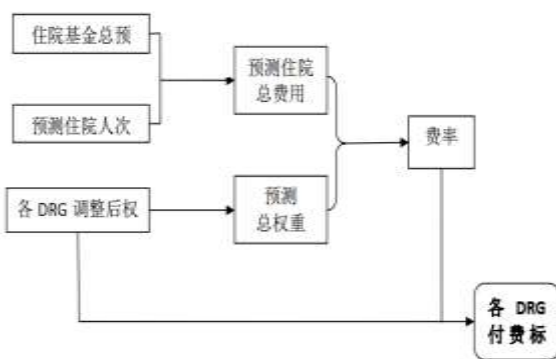 住院基金总预
预测住院人次
预测住院
总费用
费率
各 DRG 调整后权
预测
总权重
各 DRG
付费标